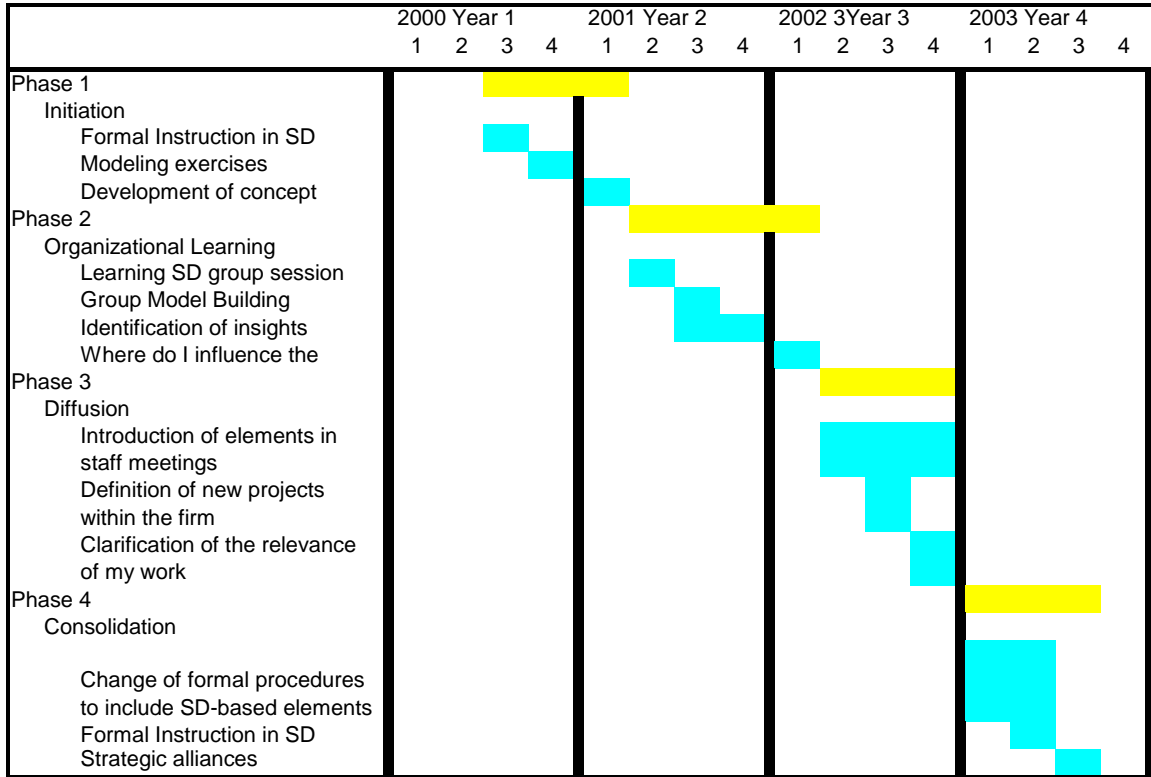 2000 Year 1 2001 Year 2 2002 3Year 3 2003 Year 4
1 2 3 4 1 2 3 4 1 2 3 4 1 2 3 4
Phase 1
Initiation
Formal Instruction in SD
Modeling exercises
Development of concept
Phase 2
Organizational Learning
Learning SD group session
Group Model Building
Identification of insights
Where do I influence the
Phase 3
Diffusion
Introduction of elements in
staff meetings
Definition of new projects
within the firm
Clarification of the relevance
of my work
Phase 4
Consolidation
Change of formal procedures
to include SD-based elements
Formal Instruction in SD
Strategic alliances